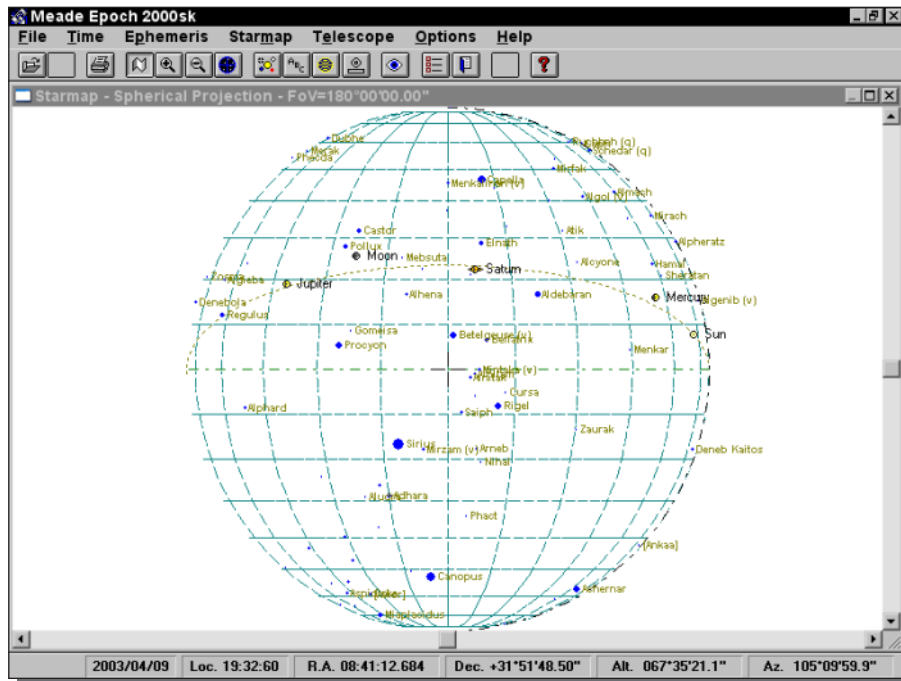 Meade Epoch 2000sk
File Time Ephemeris Starmap Telescope Options Help
Starmap - Spherical Projection - FoV=180°00'00.00"
Dubhe
Merak
Phecda
Schedar (q)
Mirfak
Capella
Algol (v)
Almach
Mirach
Castor
Atik
Pollux
Elnath
Alpheratz
Moon
Mebsuta
Alcyone
Hamal
Saturn
Sheratan
Jupiter
Alhena
Aldebaran
Mercury
Algenib (v)
Denebola
Regulus
Gomeisa
Betelgeuse (v)
Sun
Bellatrix
Procyon
Menkar
Cursa
Alphard
Saiph
Rigel
Zaurak
Sirius
Mirzam (v)
Arneb
Deneb Kaitos
Nihal
Adhara
Phact
[Ankaa]
Canopus
Achernar
Miaplacidus
2003/04/09 Loc. 19:32:60 R.A. 08:41:12.684 Dec. +31°51'48.50" Alt. 067°35'21.1" Az. 105°09'59.9"